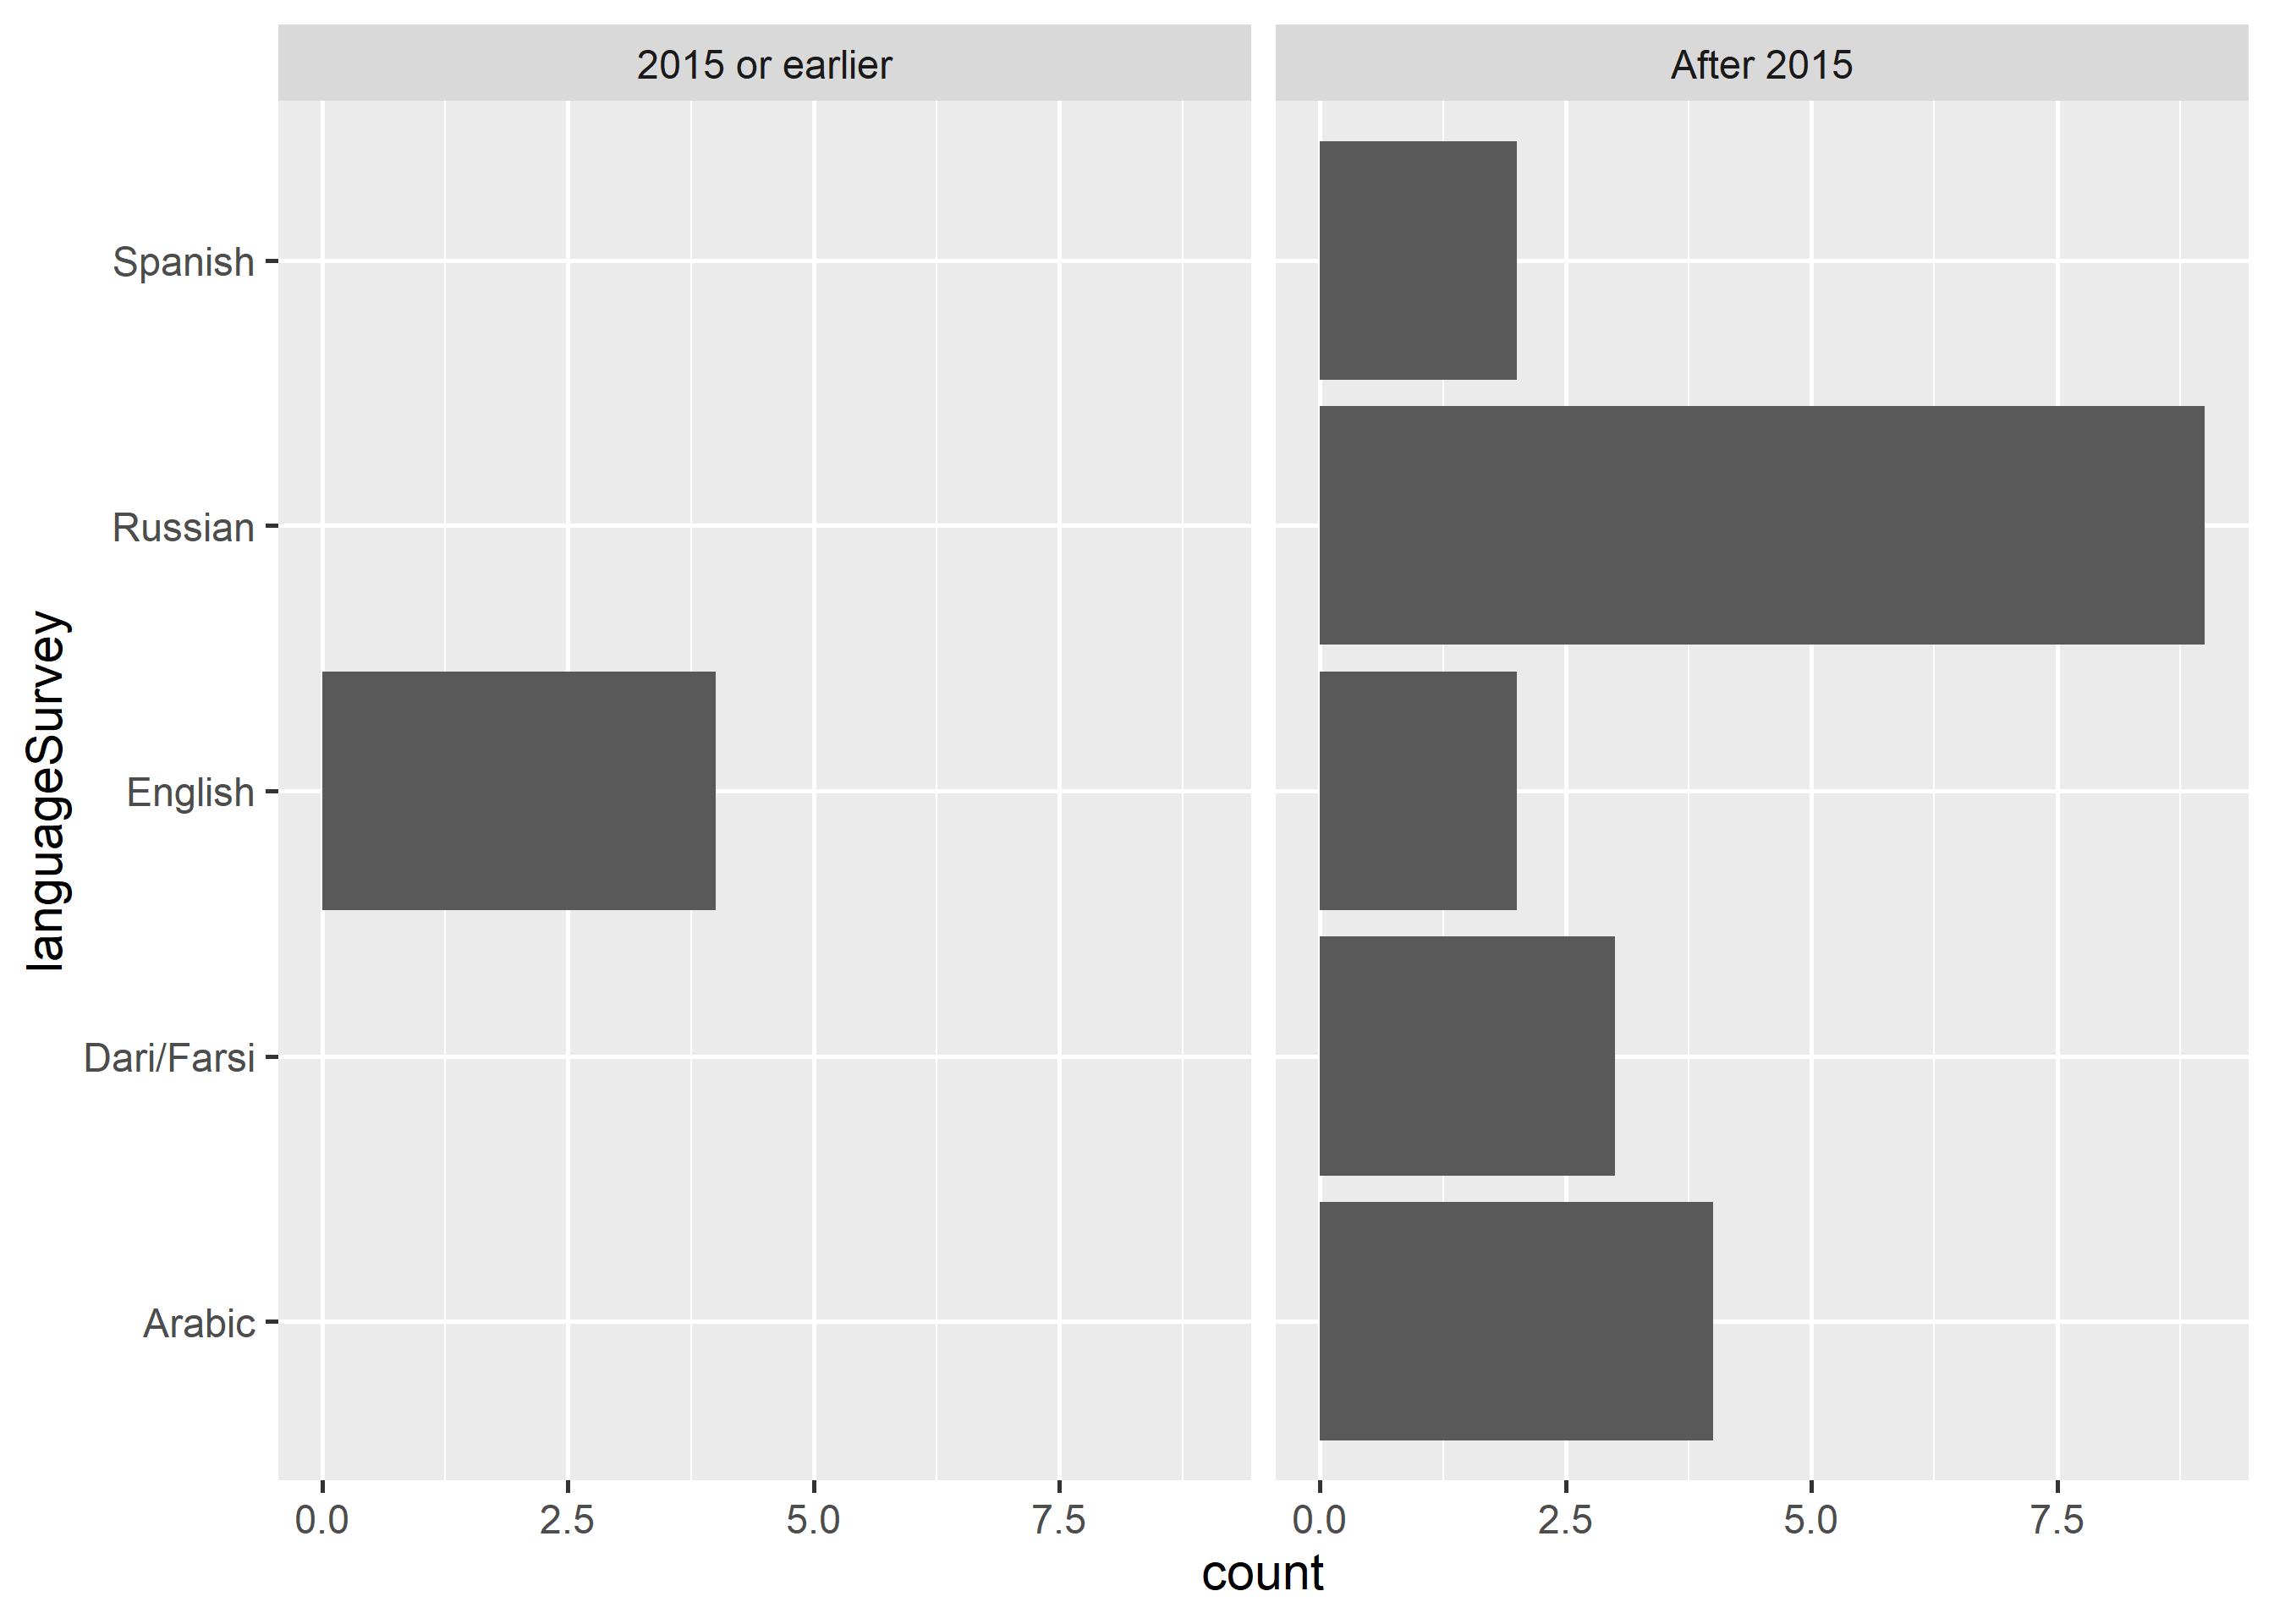 2015 or earlier
After 2015
languageSurvey
Spanish
Russian
English
Dari/Farsi
Arabic
0.0 2.5 5.0 7.5
0.0 2.5 5.0 7.5
count